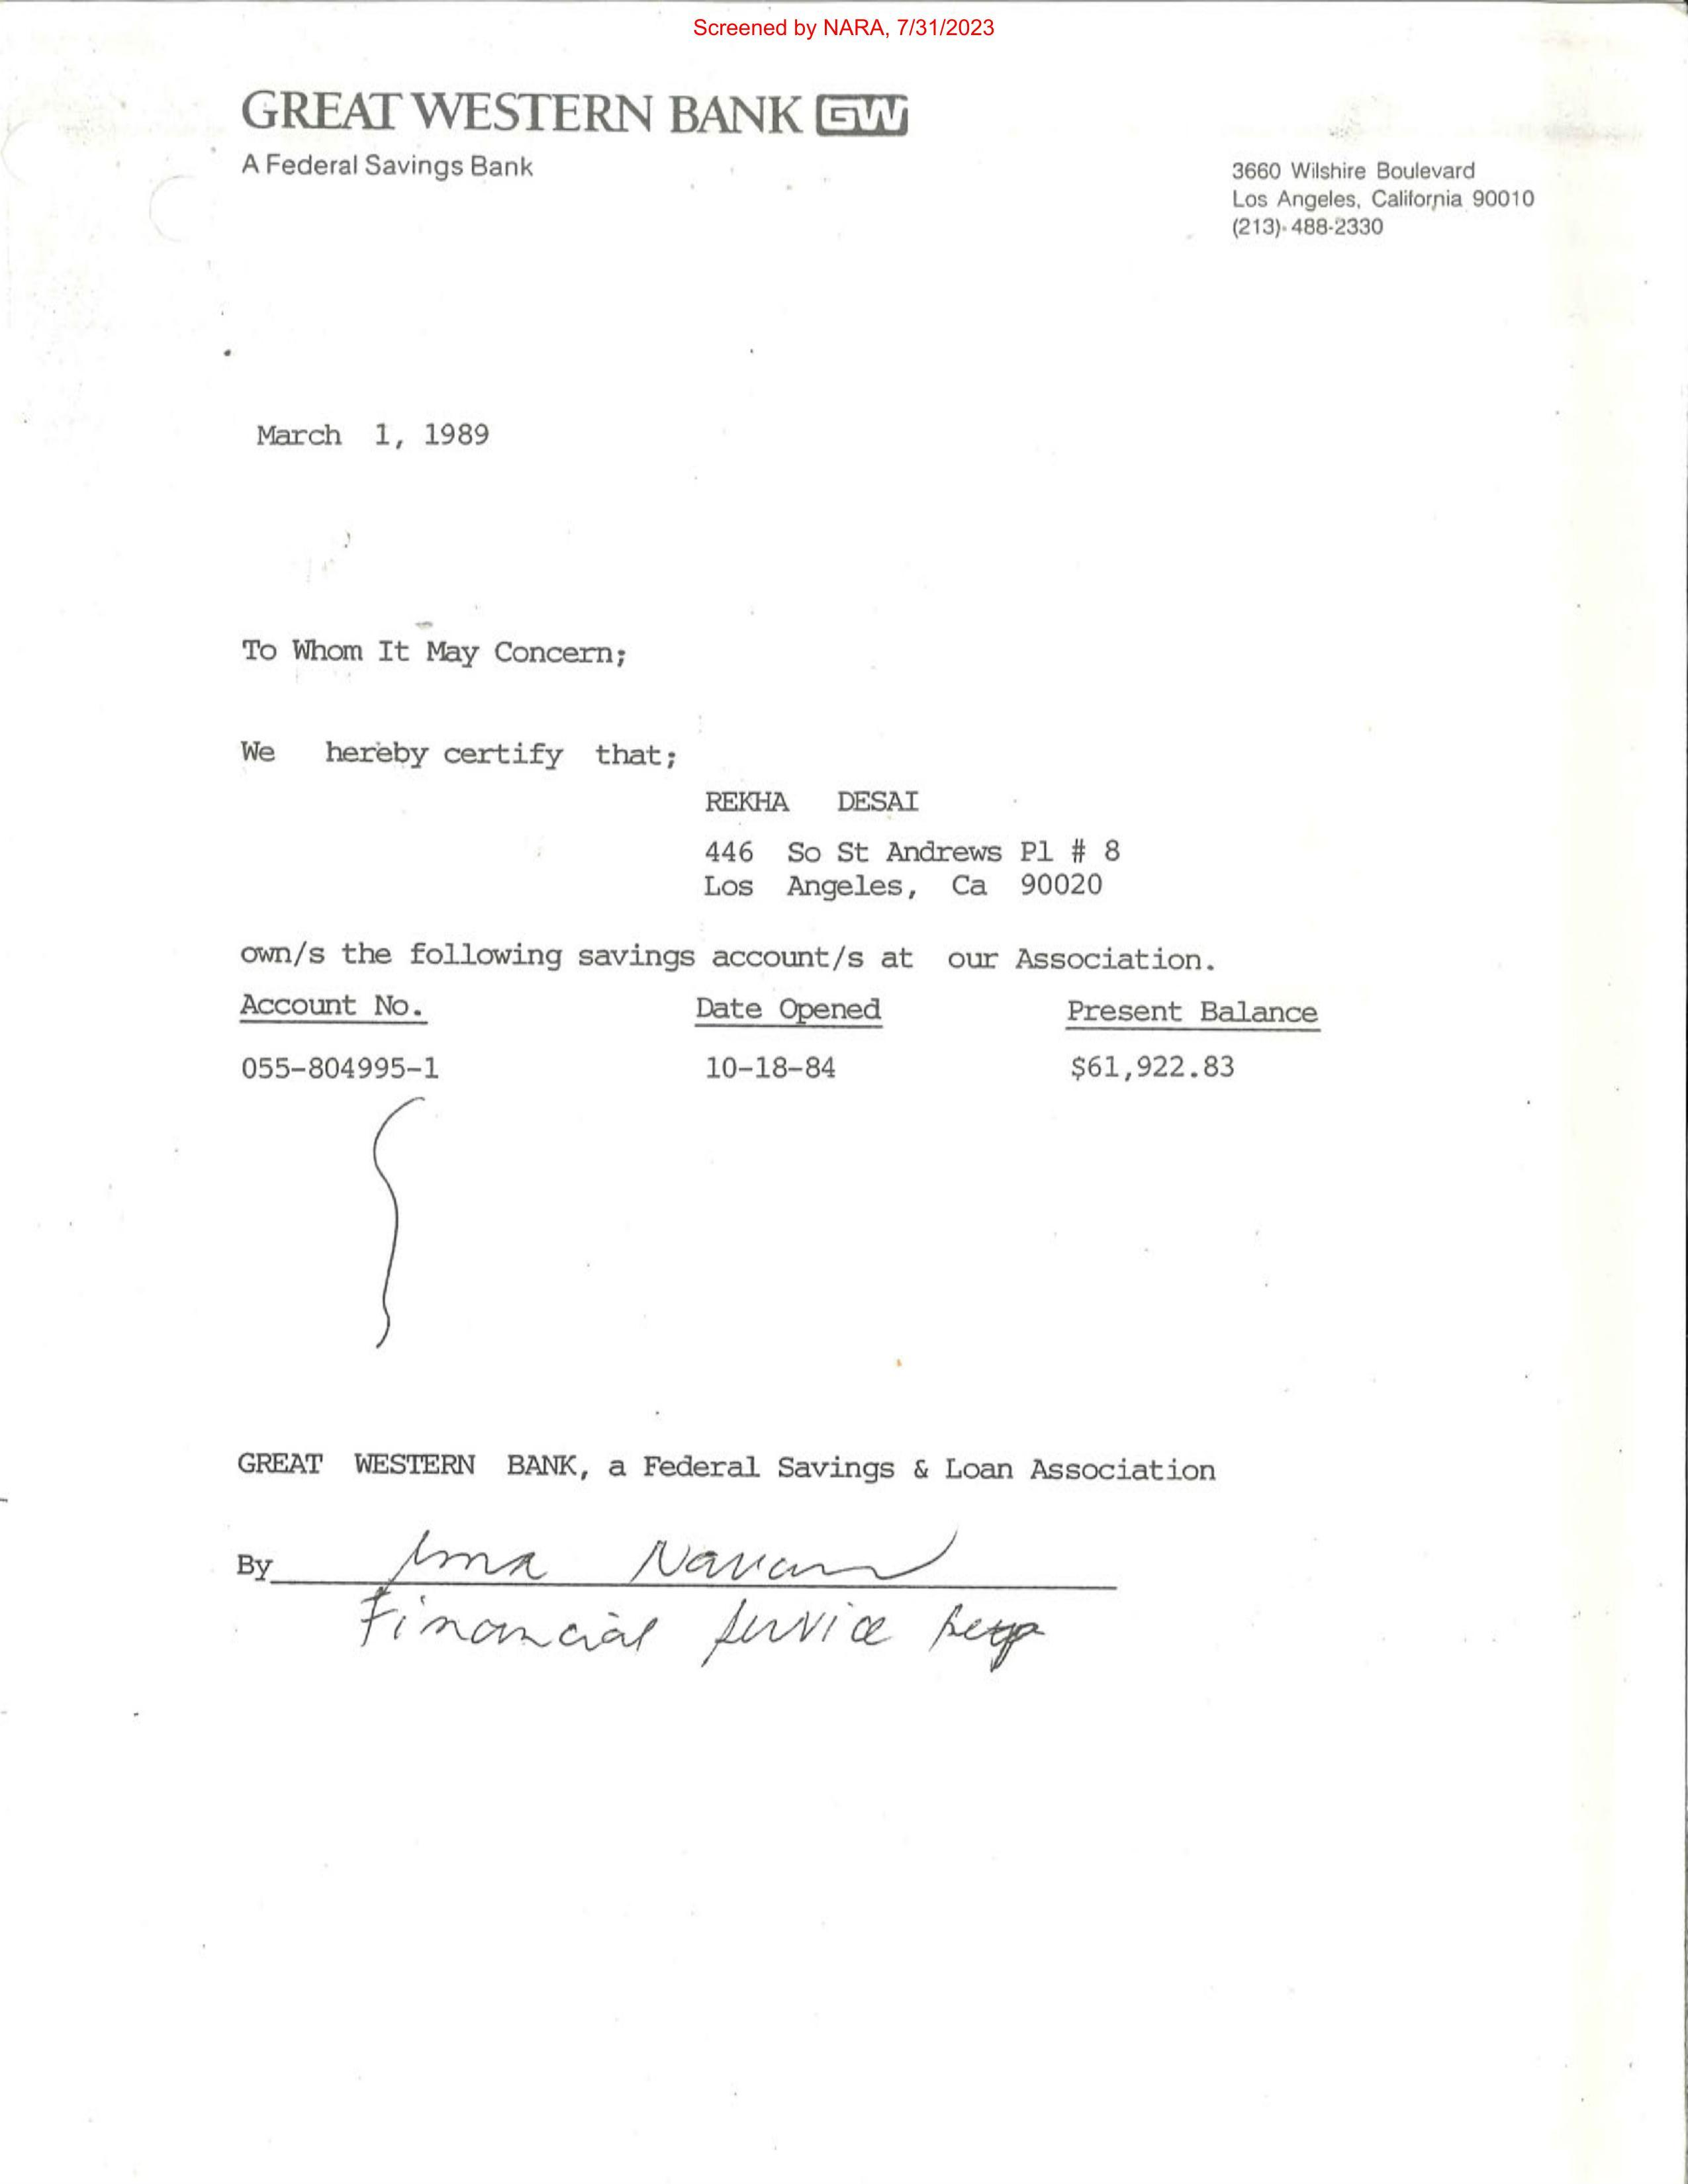 Screened by NARA, 7/31/2023
GREAT WESTERN BANK GW
A Federal Savings Bank
3660 Wilshire Boulevard
Los Angeles, California 90010
(213) 488-2330
March 1, 1989
To Whom It May Concern;
We hereby certify that;
REKHA DESAI
446 So St Andrews Pl # 8
Los Angeles, Ca 90020
own/s the following savings account/s at our Association.
Account No. Date Opened Present Balance
055-804995-1 10-18-84 $61,922.83
GREAT WESTERN BANK, a Federal Savings & Loan Association
By
Financial Service